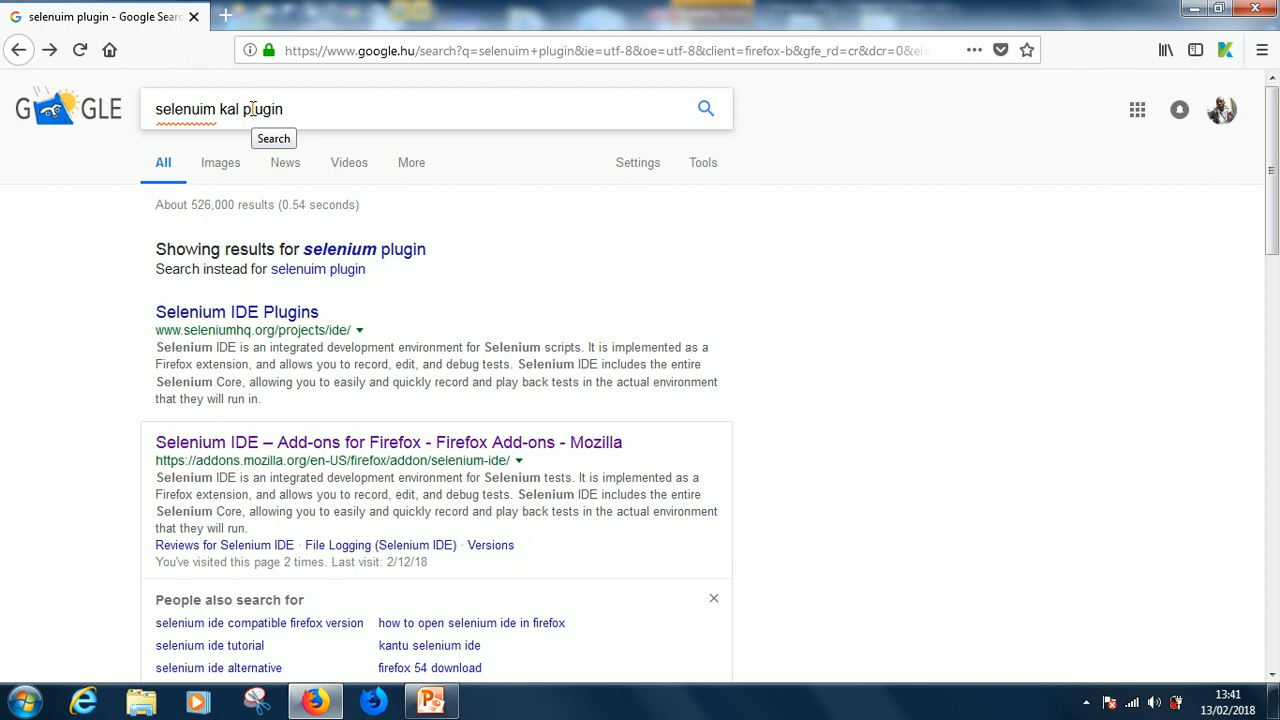 selenuim plugin - Google Searc
https://www.google.hu/search?q=selenuim+plugin&ie=utf-8&oe=utf-8&client=firefox-b&gfe_rd=cr&dcr=0&ei=
G GLE
selenuim kal plugin
Search
All Images News Videos More Settings Tools
About 526,000 results (0.54 seconds)
Showing results for selenium plugin
Search instead for selenuim plugin
Selenium IDE Plugins
www.seleniumhq.org/projects/ide/
Selenium IDE is an integrated development environment for Selenium scripts. It is implemented as a
Firefox extension, and allows you to record, edit, and debug tests. Selenium IDE includes the entire
Selenium Core, allowing you to easily and quickly record and play back tests in the actual environment
that they will run in.
Selenium IDE – Add-ons for Firefox - Firefox Add-ons - Mozilla
https://addons.mozilla.org/en-US/firefox/addon/selenium-ide/
Selenium IDE is an integrated development environment for Selenium tests. It is implemented as a
Firefox extension, and allows you to record, edit, and debug tests. Selenium IDE includes the entire
Selenium Core, allowing you to easily and quickly record and play back tests in the actual environment
that they will run.
Reviews for Selenium IDE · File Logging (Selenium IDE) · Versions
You've visited this page 2 times. Last visit: 2/12/18
People also search for
selenium ide compatible firefox version how to open selenium ide in firefox
selenium ide tutorial kantu selenium ide
selenium ide alternative firefox 54 download
13:41
13/02/2018